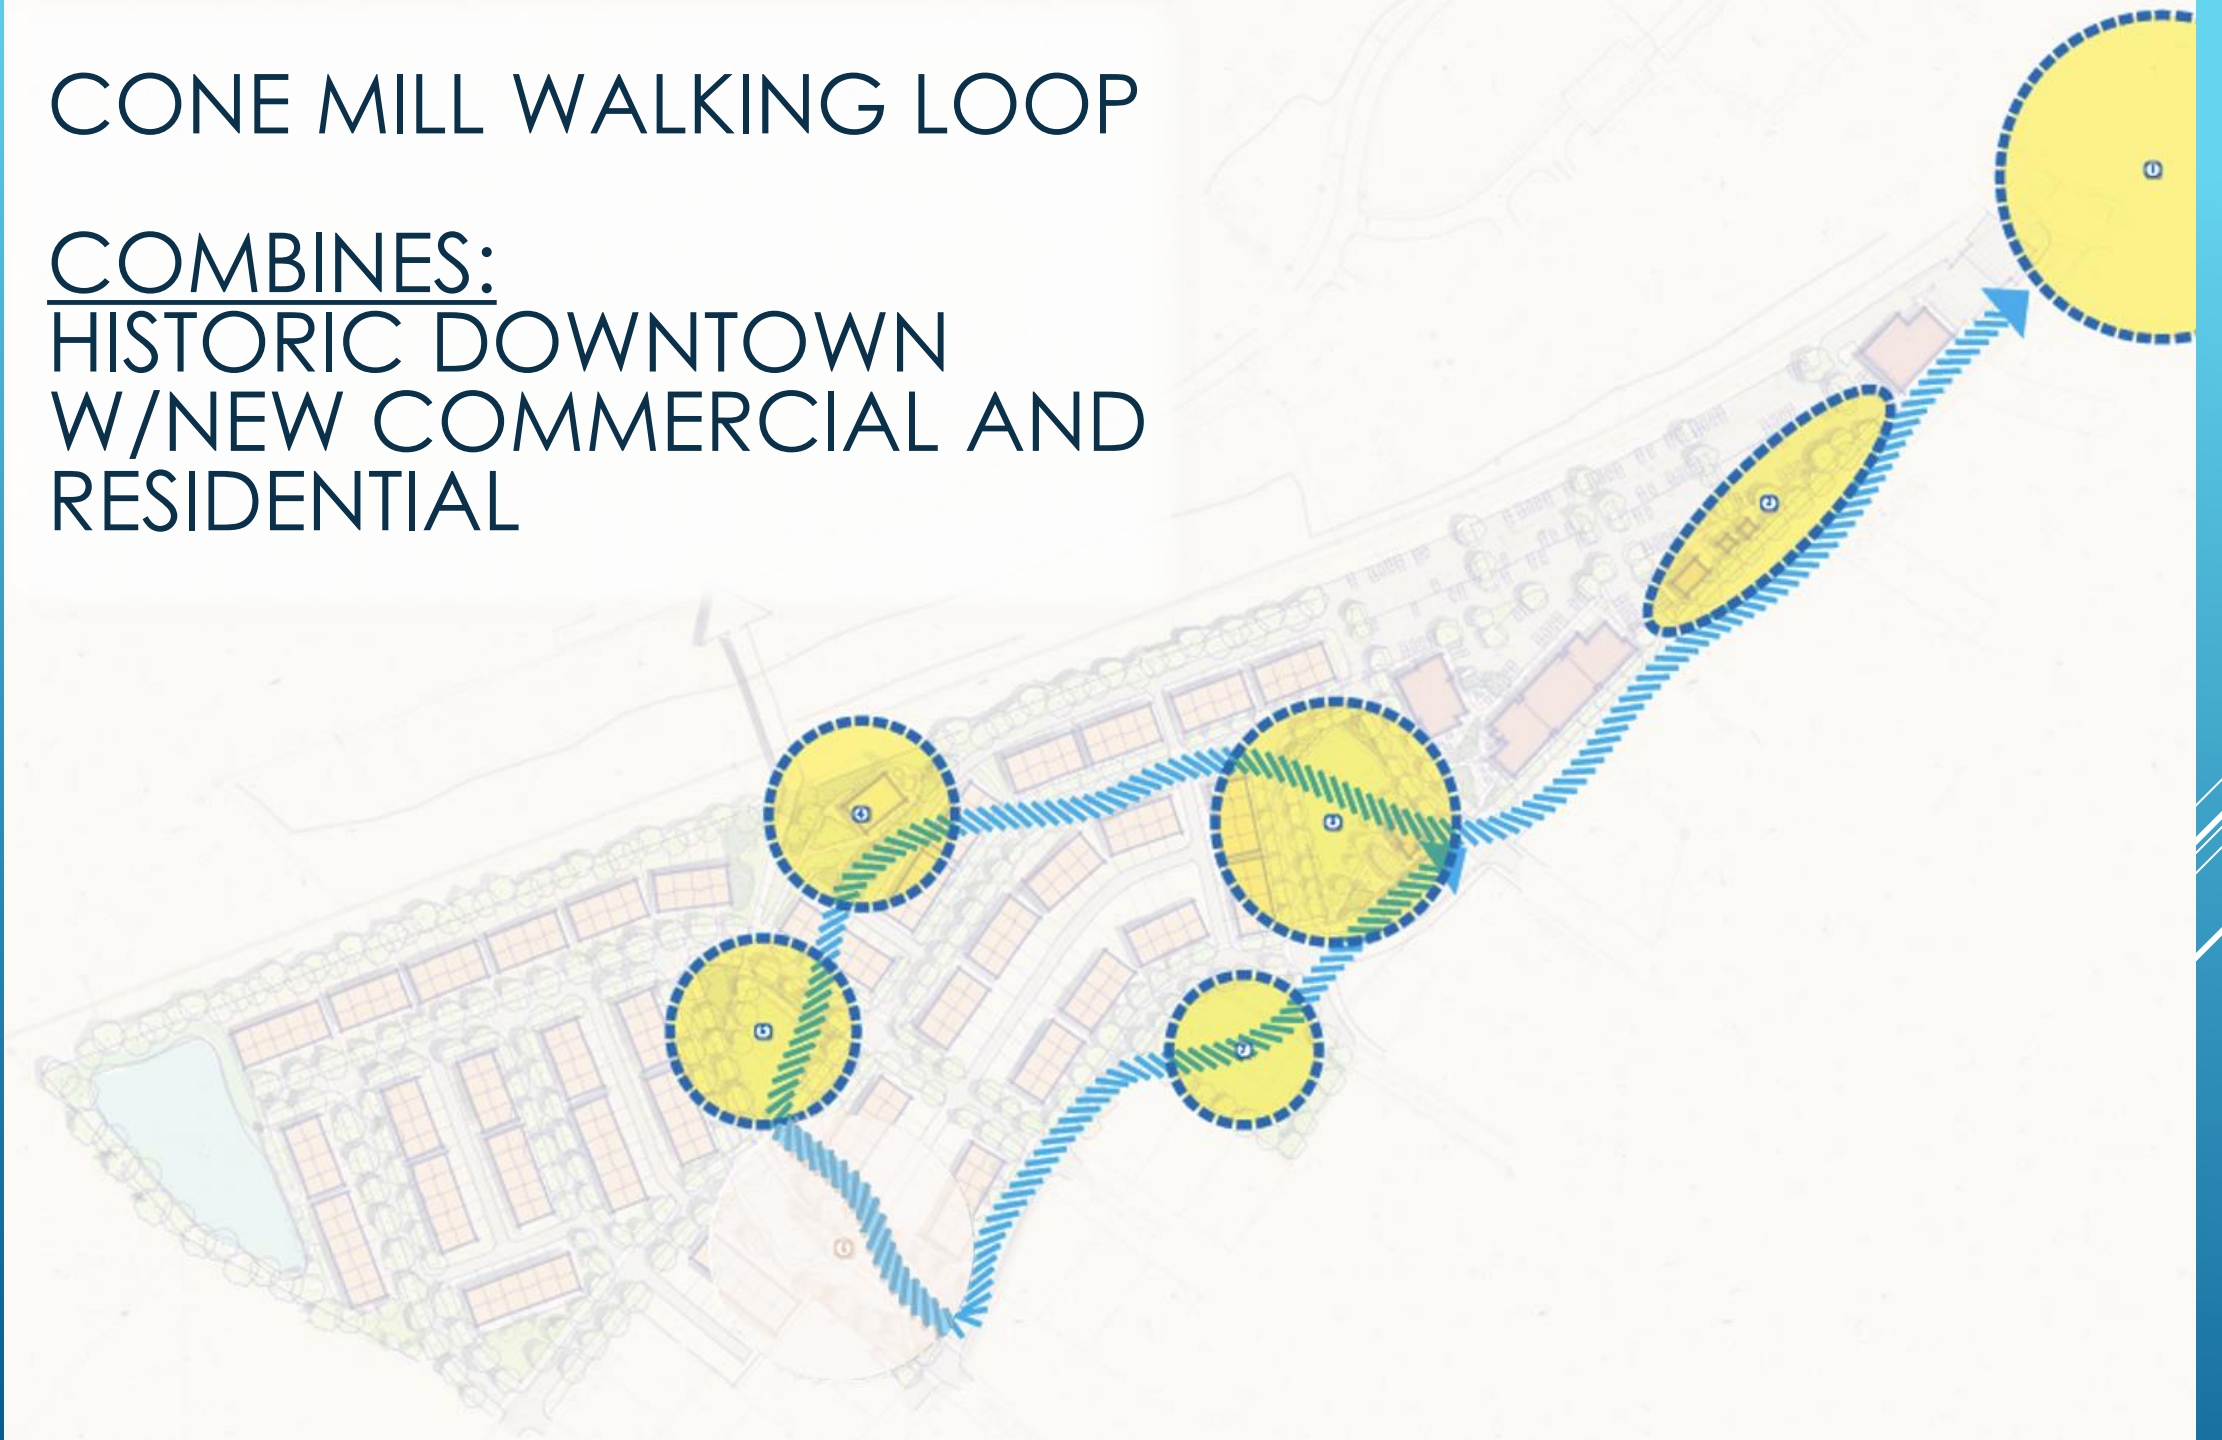 CONE MILL WALKING LOOP
COMBINES:
HISTORIC DOWNTOWN
W/NEW COMMERCIAL AND
RESIDENTIAL